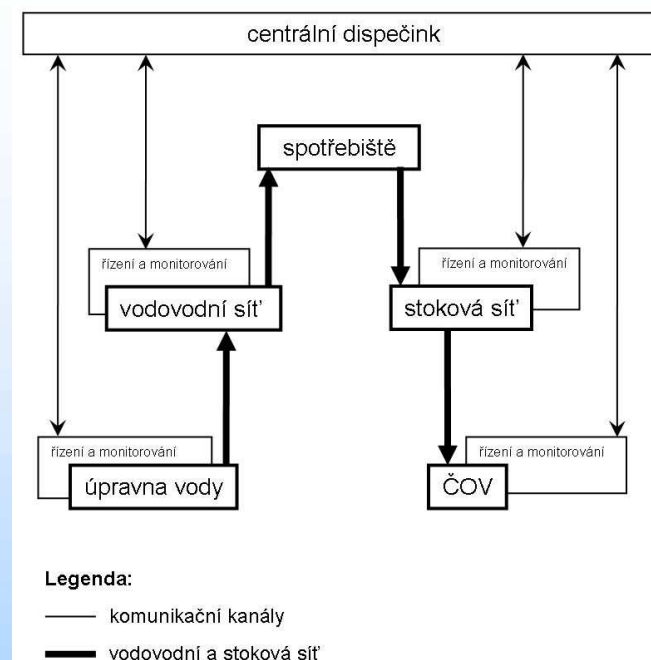 centrální dispečink
spotřebiště
řízení a monitorování
řízení a monitorování
vodovodní síť
stoková síť
řízení a monitorování
řízení a monitorování
úpravna vody
ČOV
Legenda:
komunikační kanály
vodovodní a stoková síť